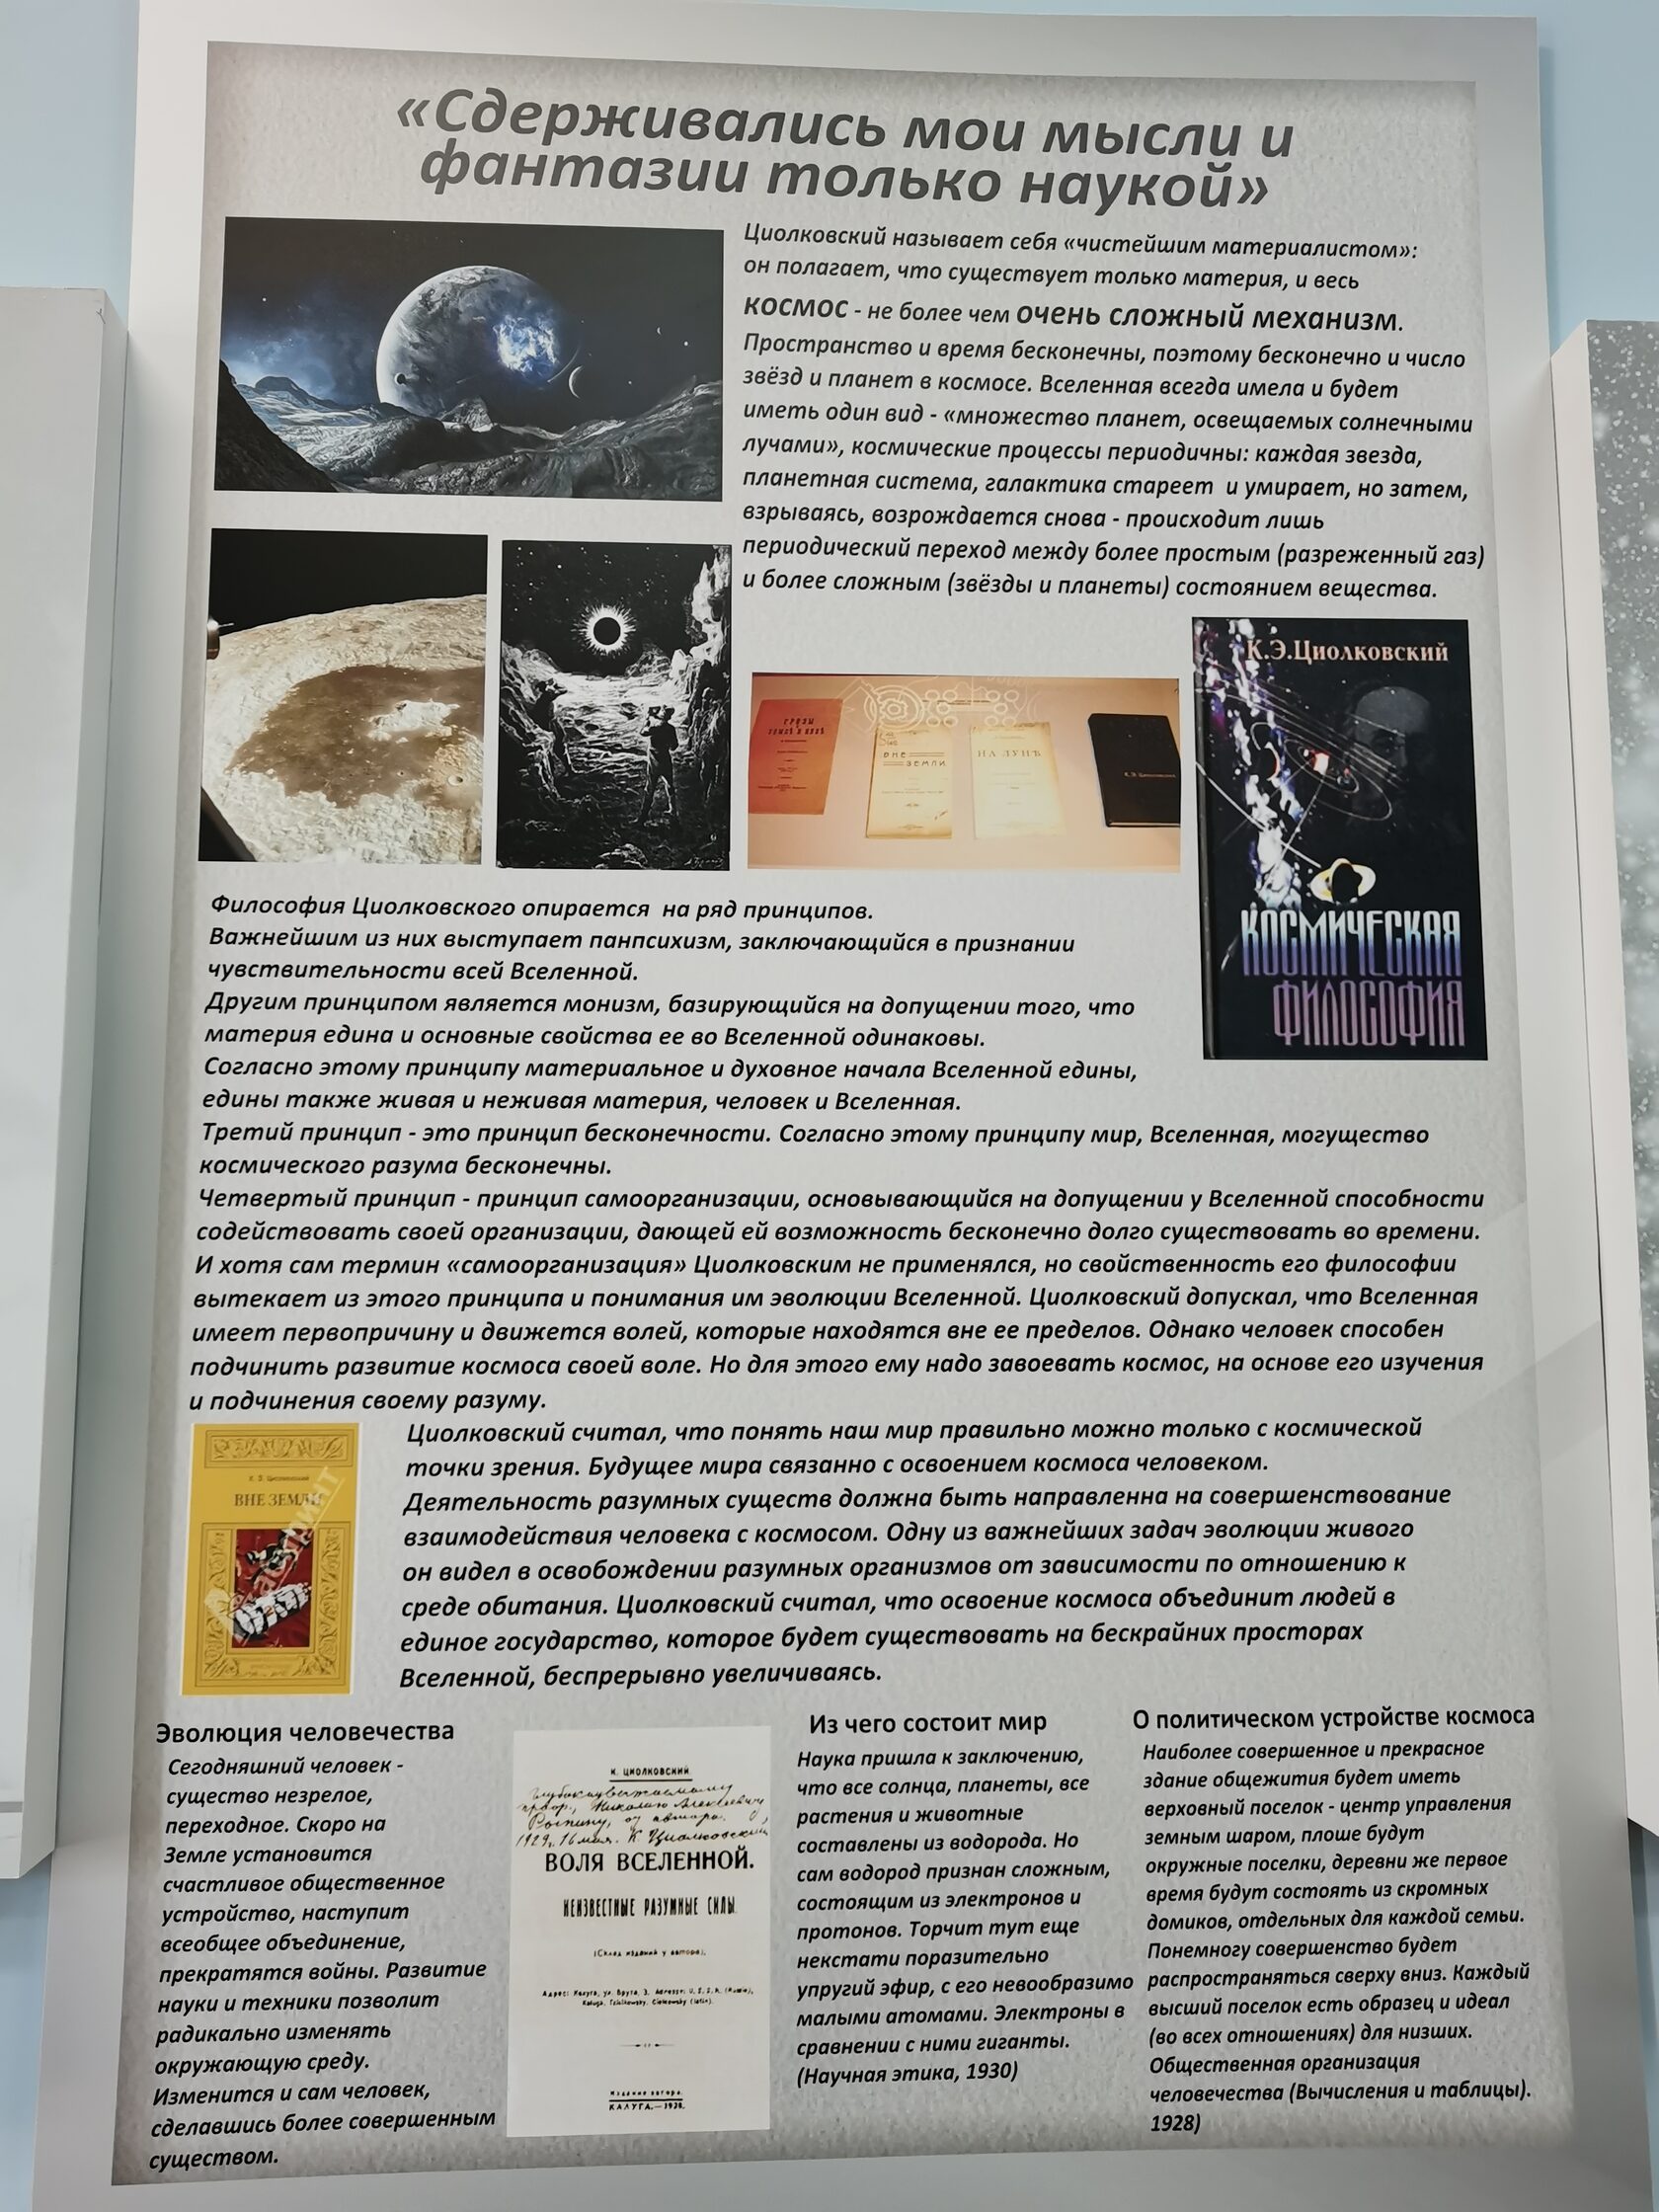 «Сдерживались мои мысли и
фантазии только наукой»
Циолковский называет себя «чистейшим материалистом»:
он полагает, что существует только материя, и весь
космос - не более чем очень сложный механизм.
Пространство и время бесконечны, поэтому бесконечно и число
звёзд и планет в космосе. Вселенная всегда имела и будет
иметь один вид - «множество планет, освещаемых солнечными
лучами», космические процессы периодичны: каждая звезда,
планетная система, галактика стареет и умирает, но затем,
взрываясь, возрождается снова - происходит лишь
периодический переход между более простым (разреженный газ)
и более сложным (звёзды и планеты) состоянием вещества.
ВНЕ
ЗЕМЛИ
НА ЛУНѢ
К.Э.Циолковский
КОСМИЧЕСКАЯ
ФИЛОСОФИЯ
Философия Циолковского опирается на ряд принципов.
Важнейшим из них выступает панпсихизм, заключающийся в признании
чувствительности всей Вселенной.
Другим принципом является монизм, базирующийся на допущении того, что
материя едина и основные свойства ее во Вселенной одинаковы.
Согласно этому принципу материальное и духовное начала Вселенной едины,
едины также живая и неживая материя, человек и Вселенная.
Третий принцип - это принцип бесконечности. Согласно этому принципу мир, Вселенная, могущество
космического разума бесконечны.
Четвертый принцип - принцип самоорганизации, основывающийся на допущении у Вселенной способности
содействовать своей организации, дающей ей возможность бесконечно долго существовать во времени.
И хотя сам термин «самоорганизация» Циолковским не применялся, но свойственность его философии
вытекает из этого принципа и понимания им эволюции Вселенной. Циолковский допускал, что Вселенная
имеет первопричину и движется волей, которые находятся вне ее пределов. Однако человек способен
подчинить развитие космоса своей воле. Но для этого ему надо завоевать космос, на основе его изучения
и подчинения своему разуму.
К. Э. Циолковский
ВНЕ ЗЕМЛИ
Циолковский считал, что понять наш мир правильно можно только с космической
точки зрения. Будущее мира связанно с освоением космоса человеком.
Деятельность разумных существ должна быть направленна на совершенствование
взаимодействия человека с космосом. Одну из важнейших задач эволюции живого
он видел в освобождении разумных организмов от зависимости по отношению к
среде обитания. Циолковский считал, что освоение космоса объединит людей в
единое государство, которое будет существовать на бескрайних просторах
Вселенной, беспрерывно увеличиваясь.
Эволюция человечества
Сегодняшний человек -
существо незрелое,
переходное. Скоро на
Земле установится
счастливое общественное
устройство, наступит
всеобщее объединение,
прекратятся войны. Развитие
науки и техники позволит
радикально изменять
окружающую среду.
Изменится и сам человек,
сделавшись более совершенным
существом.
К. ЦИОЛКОВСКИЙ
Глубокоуважаемому
проф., Николаю Алексеевичу
Рынину, от автора.
1929г. 16 мая. К Циолковский
ВОЛЯ ВСЕЛЕННОЙ.
НЕИЗВЕСТНЫЕ РАЗУМНЫЕ СИЛЫ.
(Склад изданий у автора).
Адрес: Калуга, ул. Брута, 3. Adresse: U. S. S. R. (Russie),
Kaluga,
Издание автора.
КАЛУГА.—1928.
Из чего состоит мир
Наука пришла к заключению,
что все солнца, планеты, все
растения и животные
составлены из водорода. Но
сам водород признан сложным,
состоящим из электронов и
протонов. Торчит тут еще
некстати поразительно
упругий эфир, с его невообразимо
малыми атомами. Электроны в
сравнении с ними гиганты.
(Научная этика, 1930)
О политическом устройстве космоса
Наиболее совершенное и прекрасное
здание общежития будет иметь
верховный поселок - центр управления
земным шаром, плоше будут
окружные поселки, деревни же первое
время будут состоять из скромных
домиков, отдельных для каждой семьи.
Понемногу совершенство будет
распространяться сверху вниз. Каждый
высший поселок есть образец и идеал
(во всех отношениях) для низших.
Общественная организация
человечества (Вычисления и таблицы).
1928)